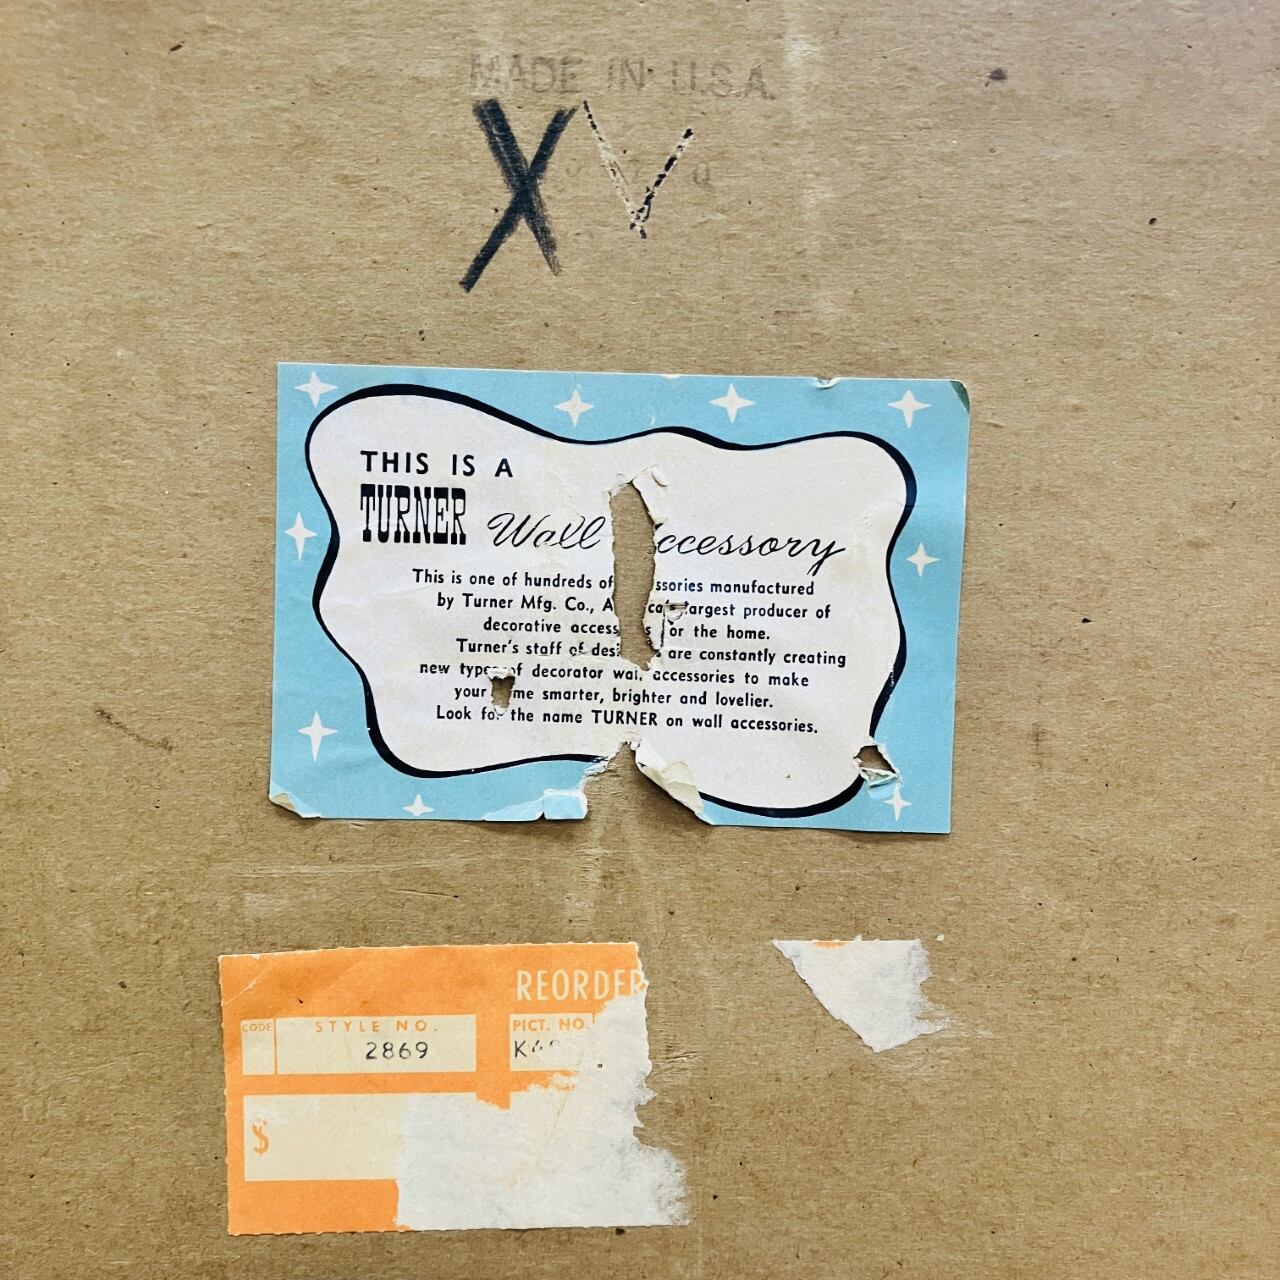 MADE IN U.S.A.
XV
THIS IS A
TURNER Wall ccessory
This is one of hundreds of ssories manufactured
by Turner Mfg. Co., A ca's largest producer of
decorative access s for the home.
Turner's staff of desi are constantly creating
new types of decorator wall accessories to make
your me smarter, brighter and lovelier.
Look for the name TURNER on wall accessories.
REORDER
CODE STYLE NO. PICT. NO.
2869
$